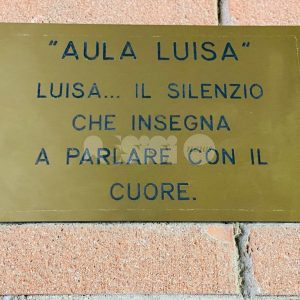 "AULA LUISA"
LUISA... IL SILENZIO
CHE INSEGNA
A PARLARE CON IL
CUORE.